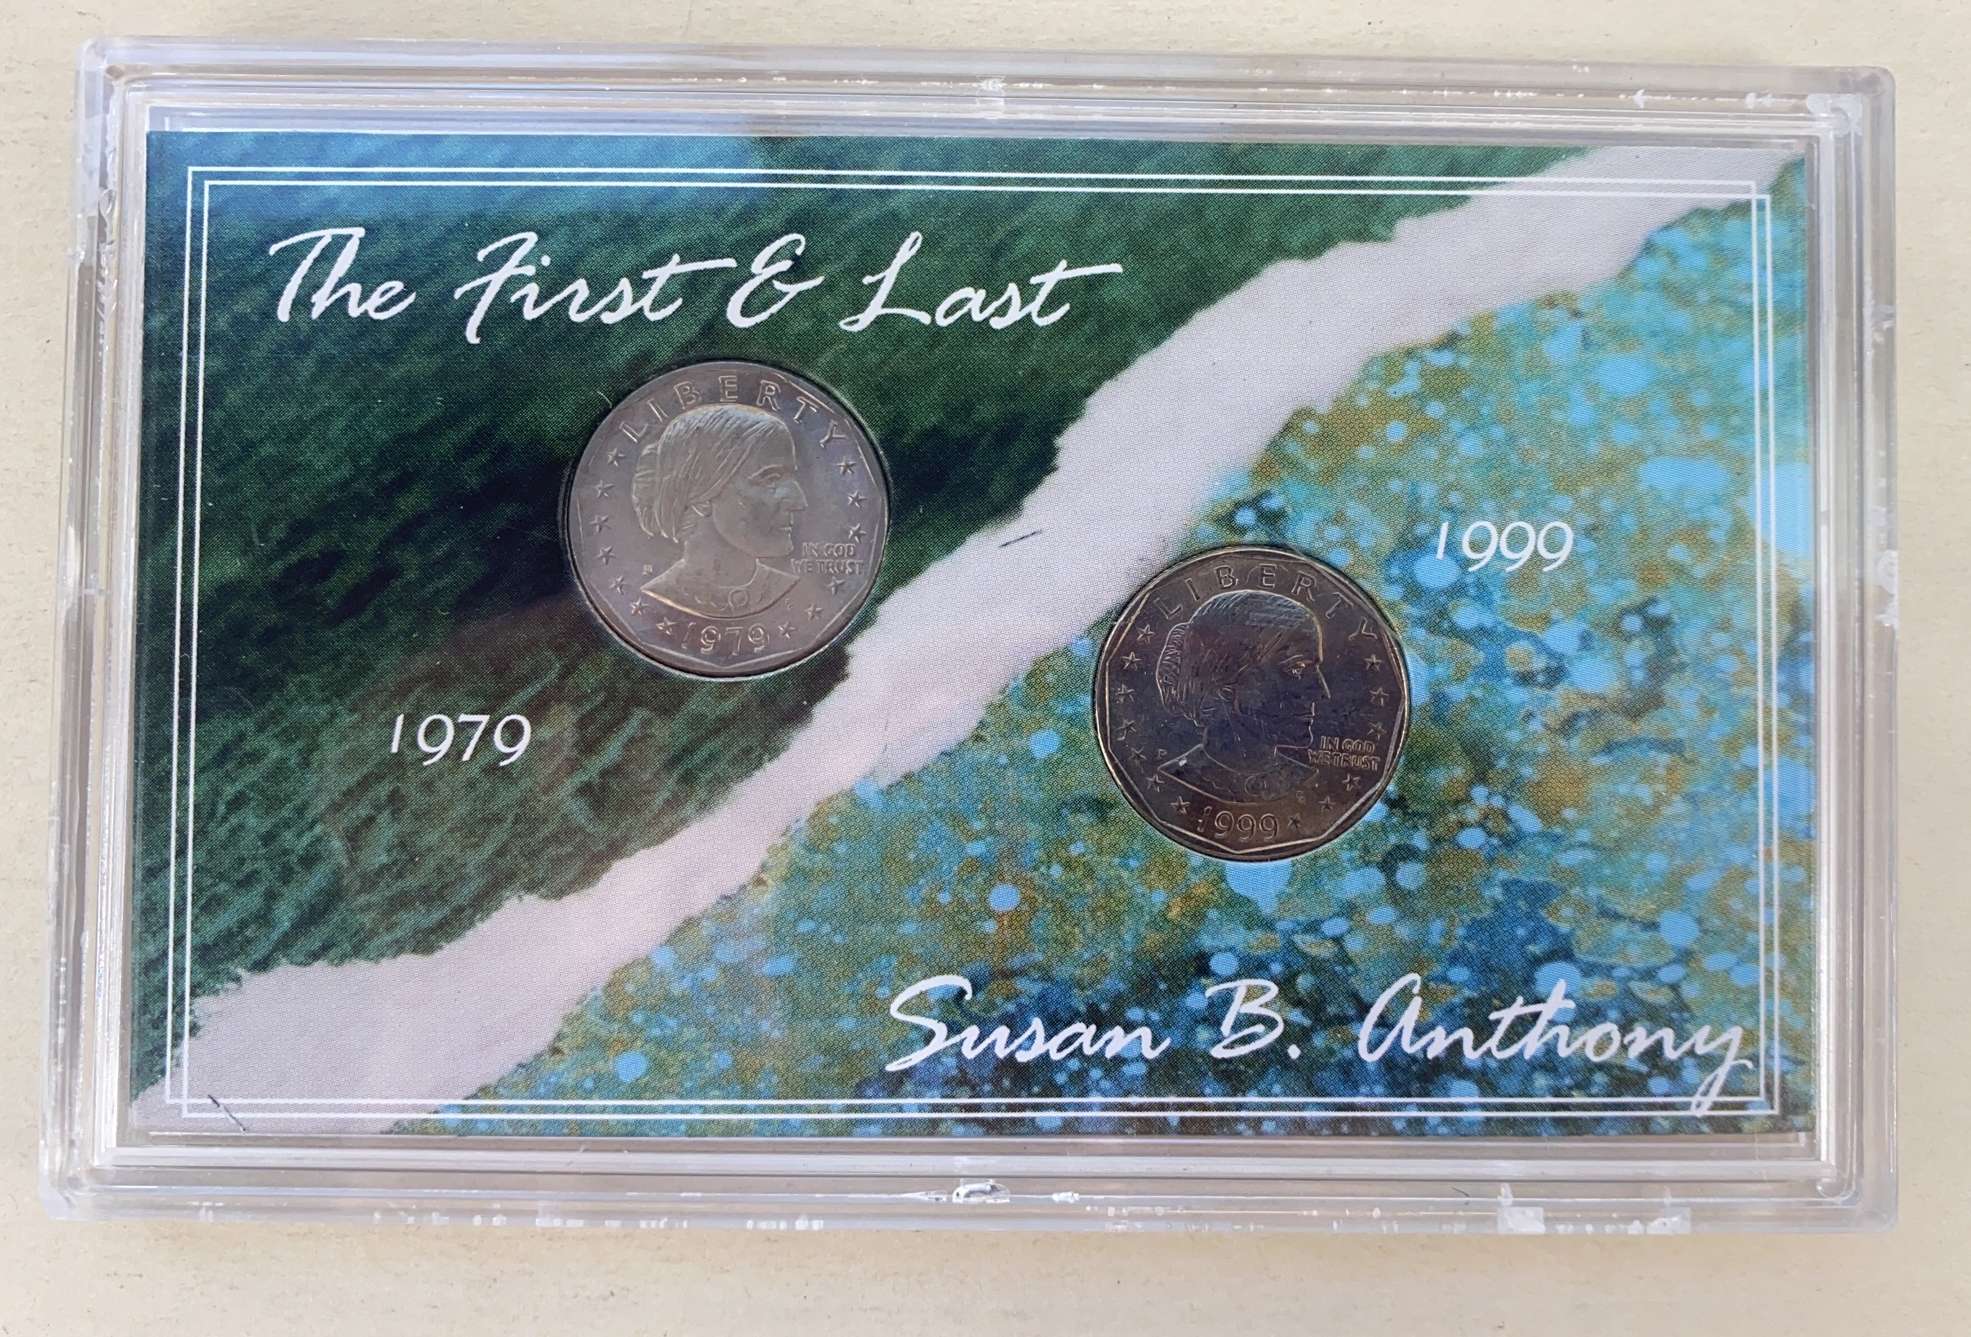 The First & Last
LIBERTY
IN GOD
WE TRUST
P
1979
1979
1999
LIBERTY
IN GOD
WE TRUST
P
1999
Susan B. Anthony